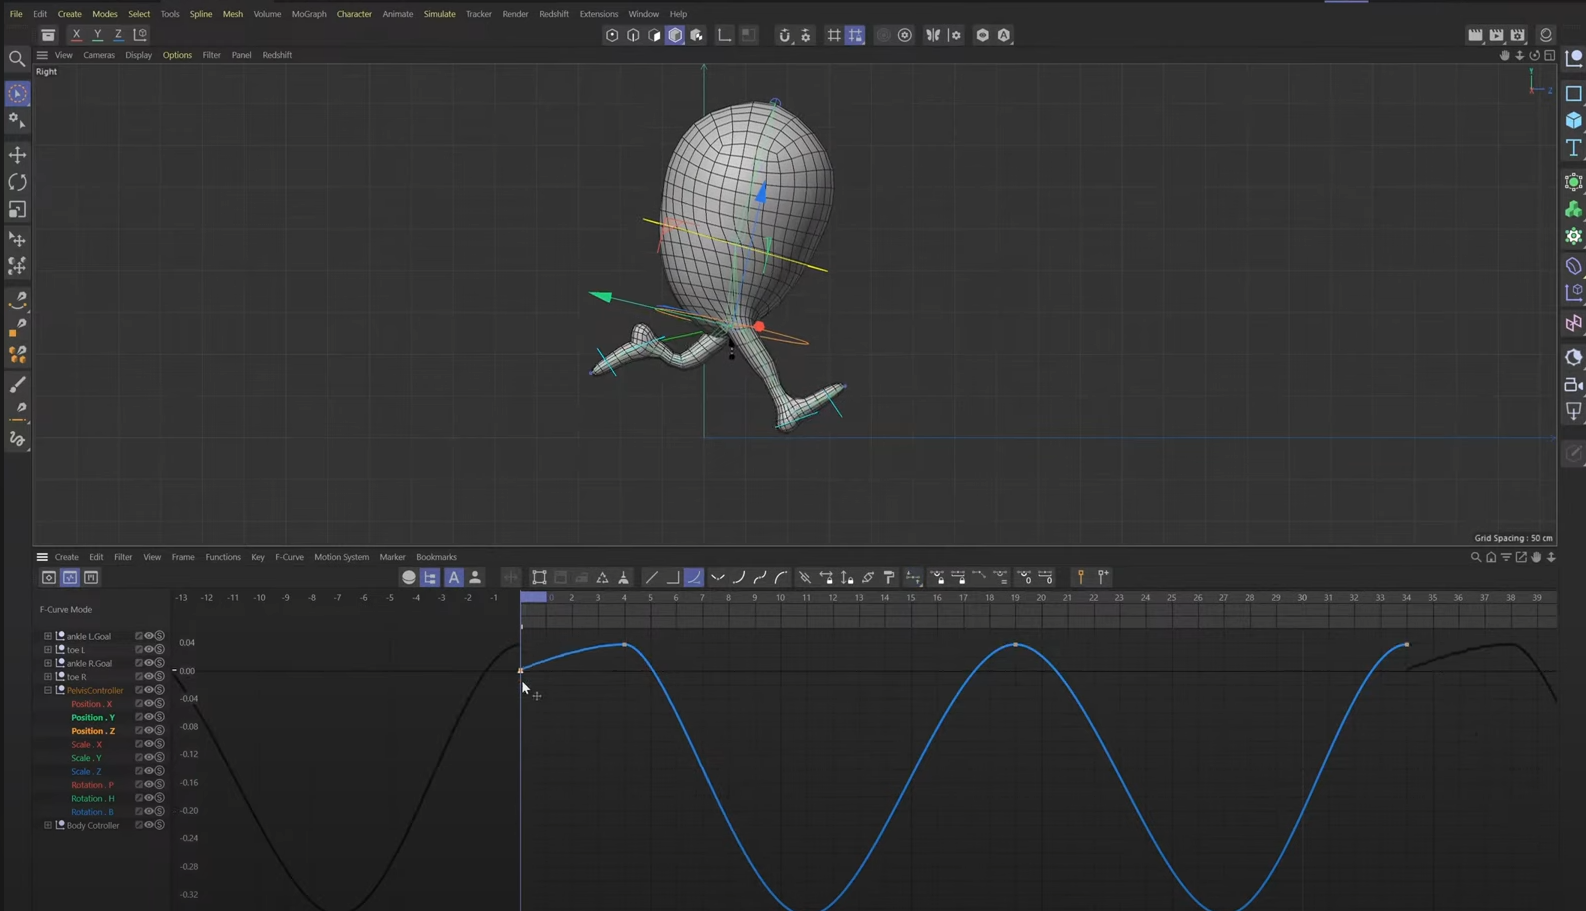 File Edit Create Modes Select Tools Spline Mesh Volume MoGraph Character Animate Simulate Tracker Render Redshift Extensions Window Help
X Y Z
View Cameras Display Options Filter Panel Redshift
Right
Y
Z
Grid Spacing : 50 cm
Create Edit Filter View Frame Functions Key F-Curve Motion System Marker Bookmarks
-13 -12 -11 -10 -9 -8 -7 -6 -5 -4 -3 -2 -1 0 2 3 4 5 6 7 8 9 10 11 12 13 14 15 16 17 18 19 20 21 22 23 24 25 26 27 28 29 30 31 32 33 34 35 36 37 38 39
F-Curve Mode
ankle L.Goal
toe L
ankle R.Goal
toe R
PelvisController
Position . X
Position . Y
Position . Z
Scale . X
Scale . Y
Scale . Z
Rotation . P
Rotation . H
Rotation . B
Body Cotroller
0.04
0.00
-0.04
-0.08
-0.12
-0.16
-0.20
-0.24
-0.28
-0.32